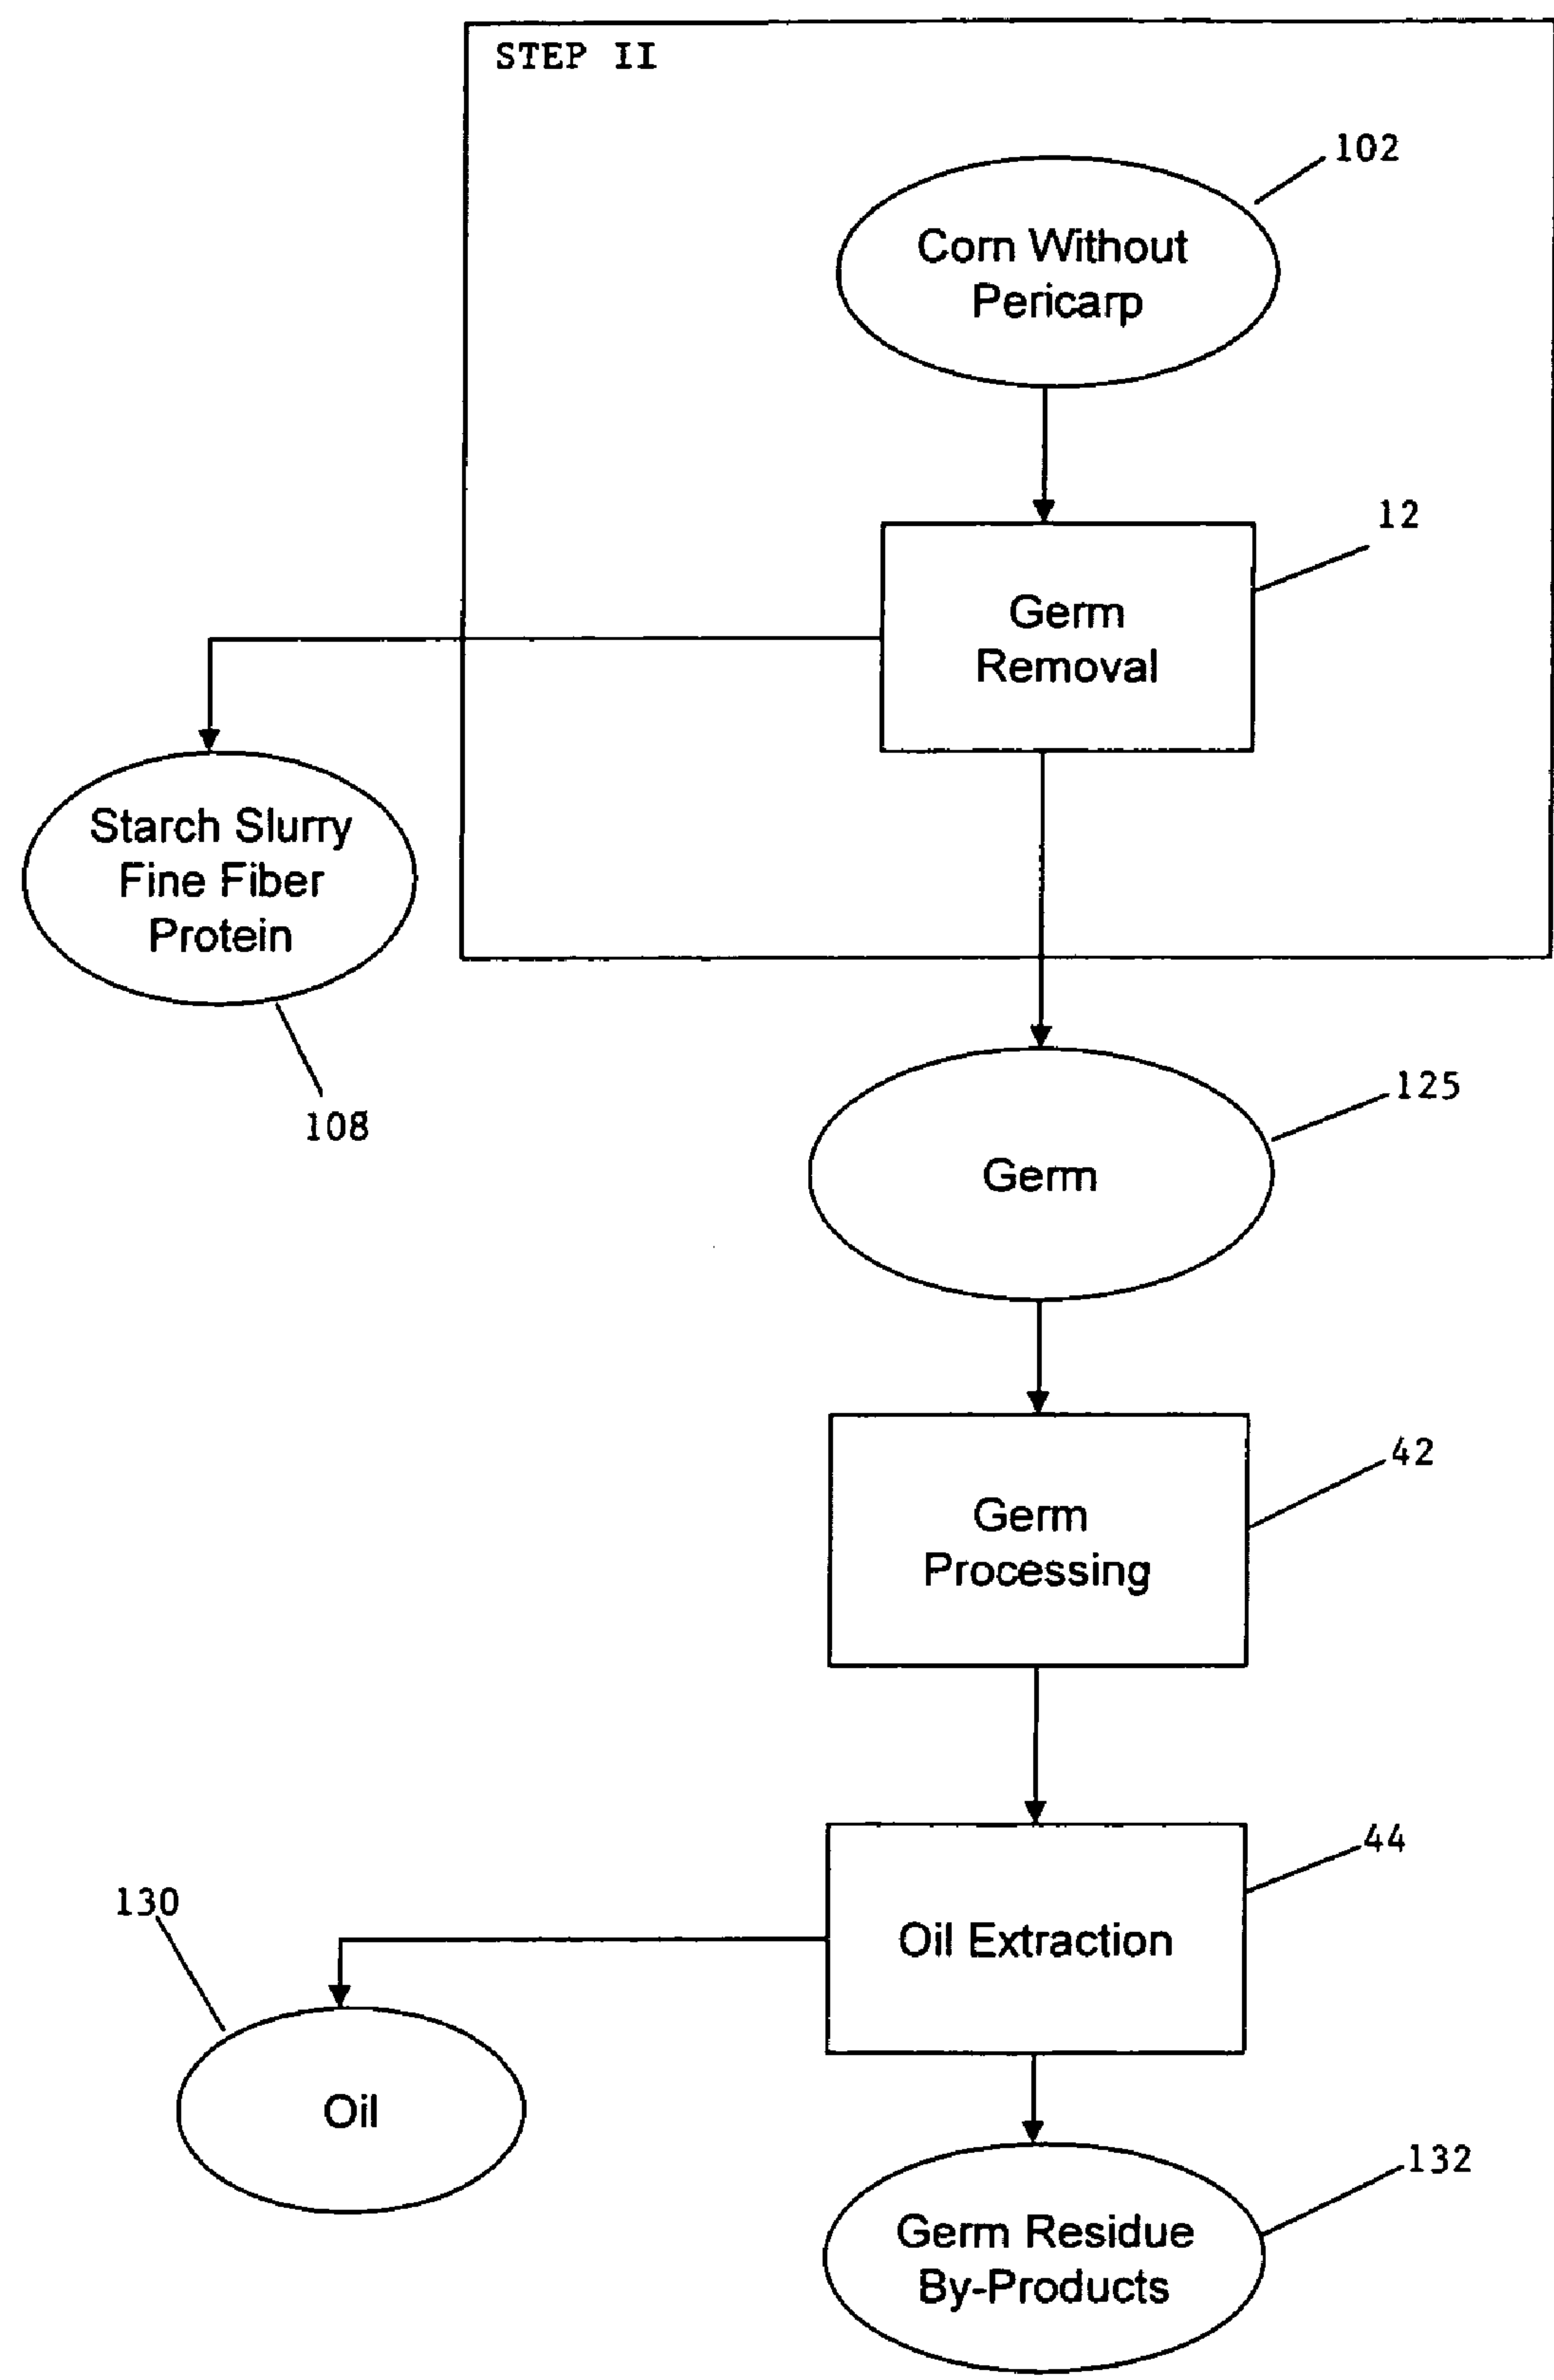 STEP II
102
Corn Without
Pericarp
12
Germ
Removal
Starch Slurry
Fine Fiber
Protein
108
125
Germ
42
Germ
Processing
44
Oil Extraction
130
Oil
132
Germ Residue
By-Products